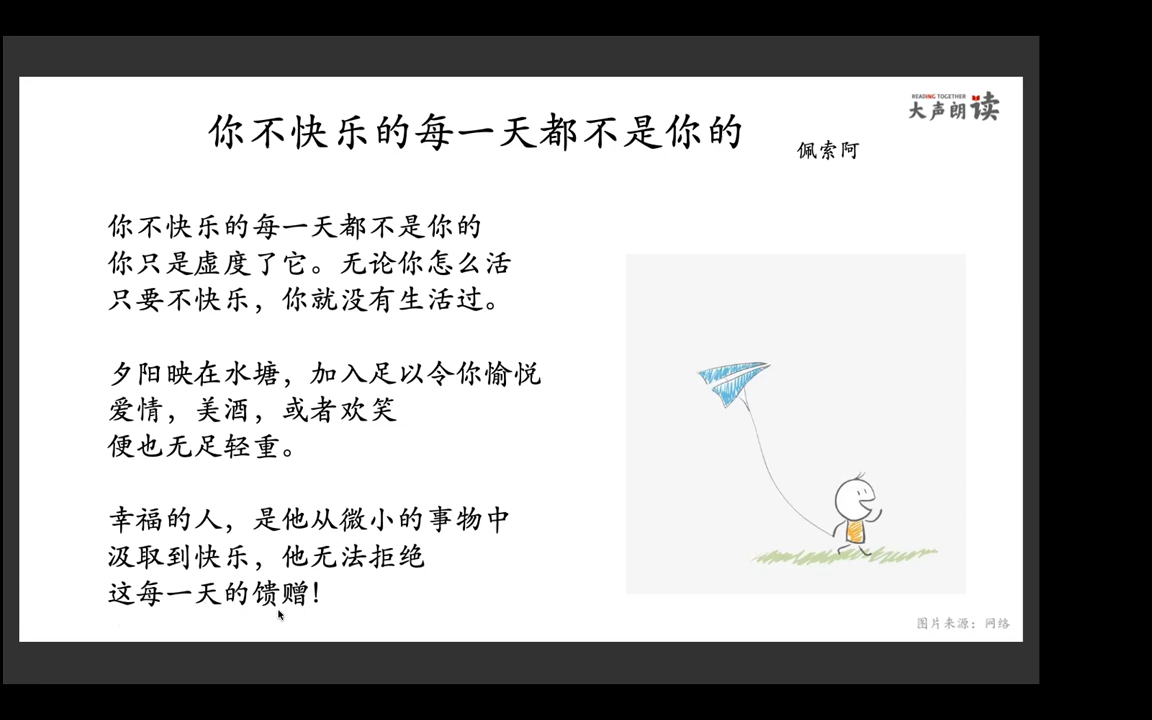 READING TOGETHER
大声朗读
你不快乐的每一天都不是你的
佩索阿
你不快乐的每一天都不是你的
你只是虚度了它。无论你怎么活
只要不快乐，你就没有生活过。
夕阳映在水塘，加入足以令你愉悦
爱情，美酒，或者欢笑
便也无足轻重。
幸福的人，是他从微小的事物中
汲取到快乐，他无法拒绝
这每一天的馈赠！
图片来源：网络